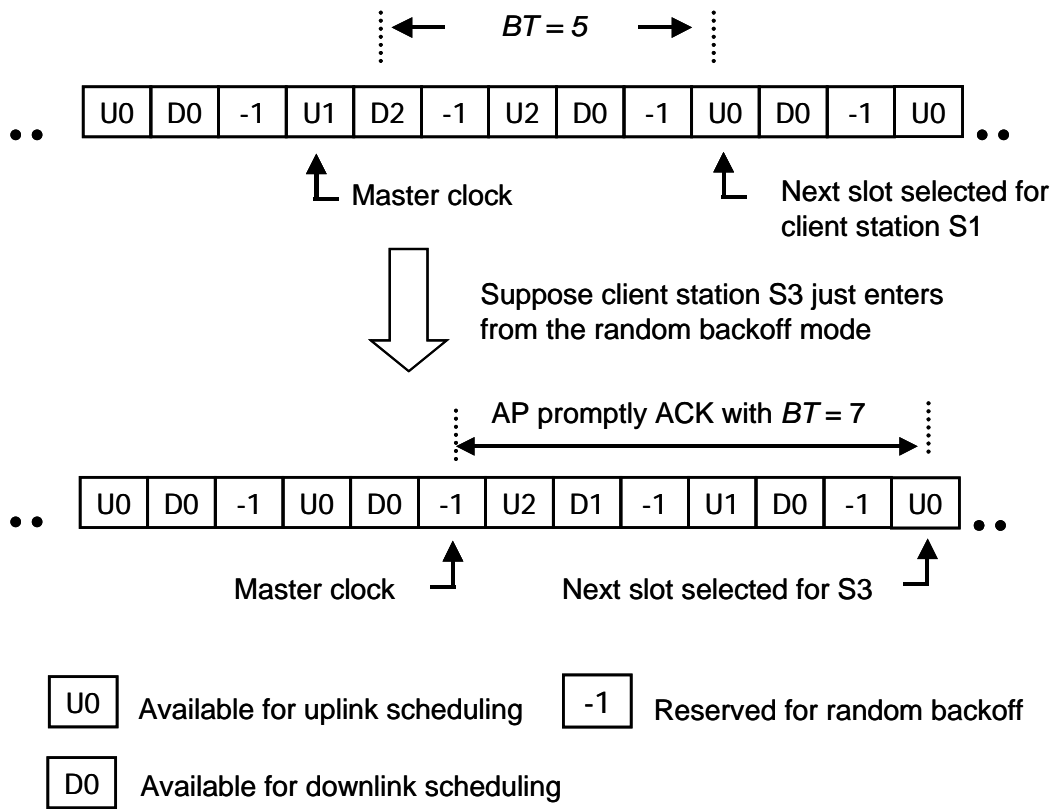 BT = 5
U0 D0 -1 U1 D2 -1 U2 D0 -1 U0 D0 -1 U0
Master clock
Next slot selected for
client station S1
Suppose client station S3 just enters
from the random backoff mode
AP promptly ACK with BT = 7
U0 D0 -1 U0 D0 -1 U2 D1 -1 U1 D0 -1 U0
Master clock
Next slot selected for S3
U0 Available for uplink scheduling
-1 Reserved for random backoff
D0 Available for downlink scheduling